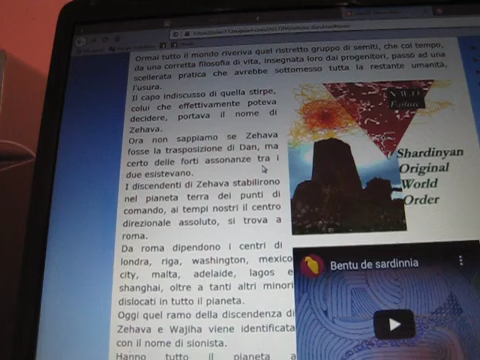 Ormai tutto il mondo riveriva quel ristretto gruppo di semiti, che col tempo,
da una corretta filosofia di vita, insegnata loro dai progenitori, passò ad una
scellerata pratica che avrebbe sottomesso tutta la restante umanità,
l'usura.
Il capo indiscusso di quella stirpe,
colui che effettivamente poteva
decidere, portava il nome di
Zehava.
Ora non sappiamo se Zehava
fosse la trasposizione di Dan, ma
certo delle forti assonanze tra i
due esistevano.
I discendenti di Zehava stabilirono
nel pianeta terra dei punti di
comando, ai tempi nostri il centro
direzionale assoluto, si trova a
roma.
Da roma dipendono i centri di
londra, riga, washington, mexico
city, malta, adelaide, lagos e
shanghai, oltre a tanti altri minori
dislocati in tutto il pianeta.
Oggi quel ramo della discendenza di
Zehava e Wajiha viene identificata
con il nome di sionista.
Hanno tutto il pianeta a
N.W.O
Shardinyan
Original
World
Order
Bentu de sardinnia